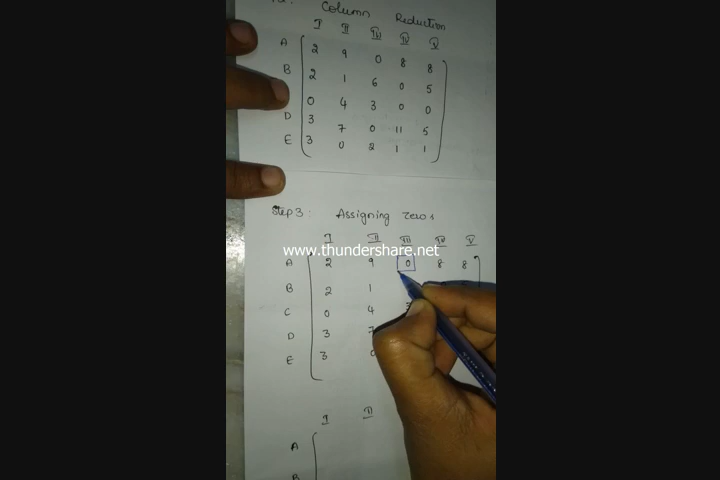 Column Reduction
I II III IV V
A 2 9 0 8 8
B 2 1 6 0 5
0 4 3 0 0
D 3 7 0 11 5
E 3 0 2 1 1
Step 3: Assigning zeros
I II III IV V
www.thundershare.net
A 2 9 0 8 8
B 2 1
C 0 4
D 3 7
E 3
I II
A
B